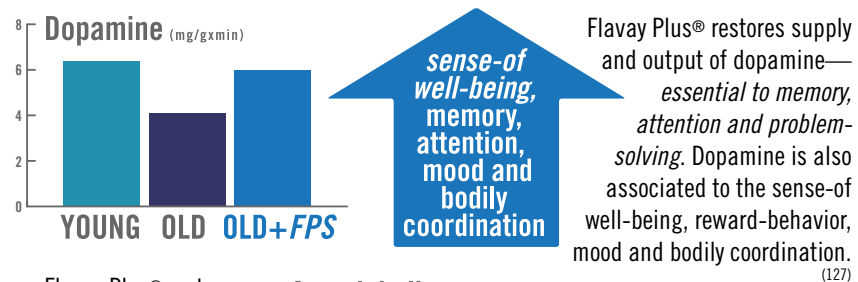 8
Dopamine (mg/gxmin)
6
4
2
0
YOUNG OLD OLD+FPS
sense-of
well-being,
memory,
attention,
mood and
bodily
coordination
Flavay Plus® restores supply
and output of dopamine—
essential to memory,
attention and problem-
solving. Dopamine is also
associated to the sense-of
well-being, reward-behavior,
mood and bodily coordination.
(127)